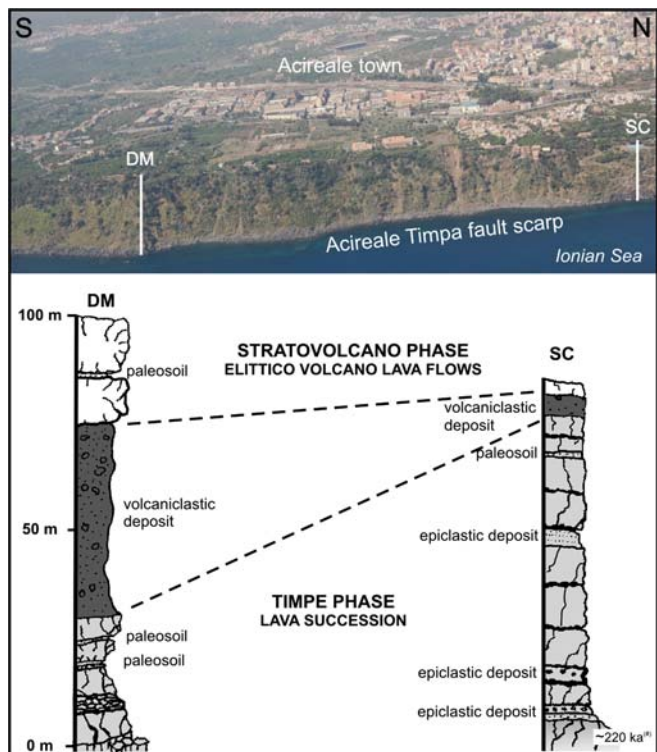 S
N
Acireale town
SC
DM
Acireale Timpa fault scarp
Ionian Sea
DM
100 m
STRATOVOLCANO PHASE
ELITTICO VOLCANO LAVA FLOWS
SC
paleosoil
volcaniclastic
deposit
paleosoil
volcaniclastic
deposit
50 m
epiclastic deposit
TIMPE PHASE
LAVA SUCCESSION
paleosoil
paleosoil
epiclastic deposit
epiclastic deposit
0 m
~220 ka(#)